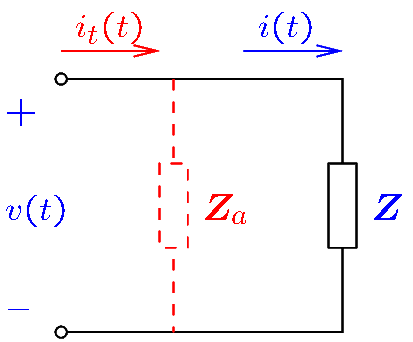 i_t(t) i(t)
+
Z_a Z
v(t)
−